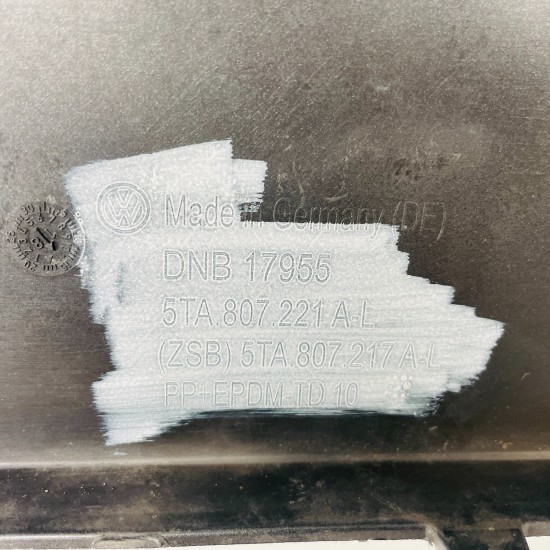 Made in Germany (DE)
DNB 17955
5TA.807.221 A-L
(ZSB) 5TA.807.217 A-L
PP+EPDM-TD 10